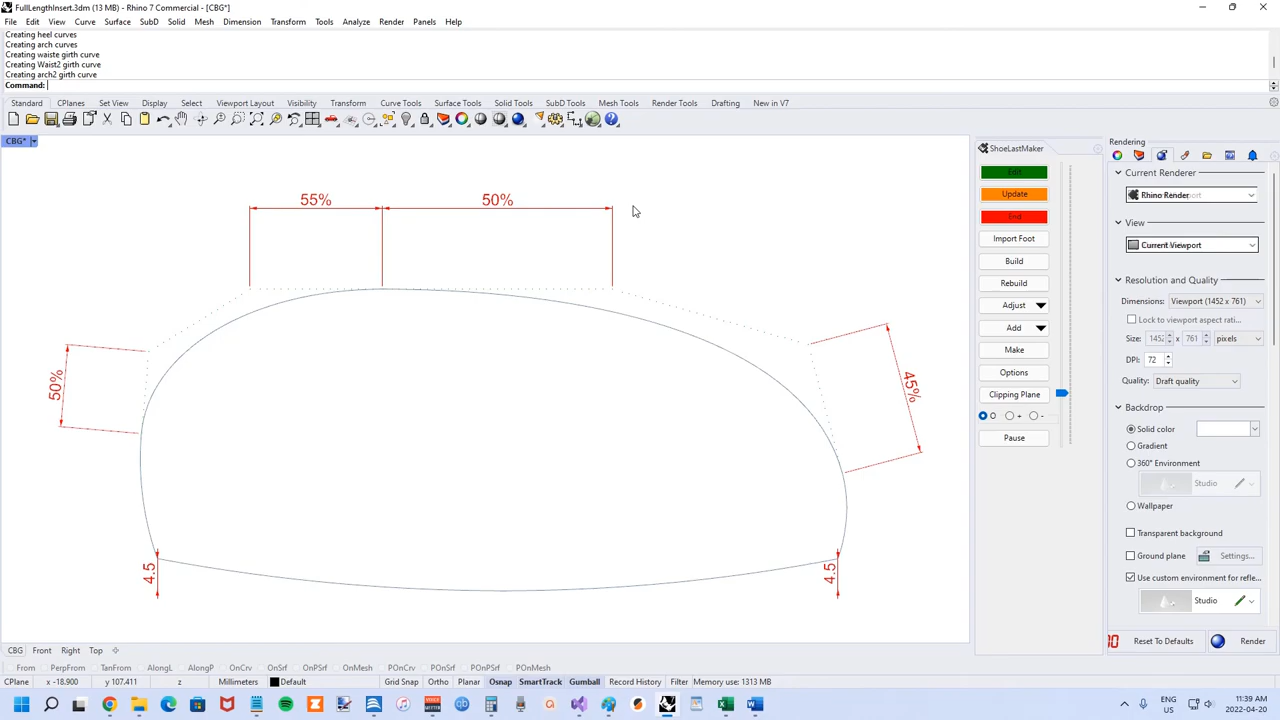 FullLengthInsert.3dm (13 MB) - Rhino 7 Commercial - [CBG*]
File Edit View Curve Surface SubD Solid Mesh Dimension Transform Tools Analyze Render Panels Help
Creating heel curves
Creating arch curves
Creating waiste girth curve
Creating Waist2 girth curve
Creating arch2 girth curve
Command:
Standard CPlanes Set View Display Select Viewport Layout Visibility Transform Curve Tools Surface Tools Solid Tools SubD Tools Mesh Tools Render Tools Drafting New in V7
CBG*
55% 50%
50%
45%
4.5
4.5
ShoeLastMaker
Edit
Update
End
Import Foot
Build
Rebuild
Adjust
Add
Make
Options
Clipping Plane
O + -
Pause
Rendering
Current Renderer
Rhino Render
View
Current Viewport
Resolution and Quality
Dimensions: Viewport (1452 x 761)
Lock to viewport aspect rati...
Size: 1452 x 761 pixels
DPI: 72
Quality: Draft quality
Backdrop
Solid color
Gradient
360° Environment
Studio
Wallpaper
Transparent background
Ground plane Settings...
Use custom environment for refle...
Studio
Reset To Defaults Render
CBG Front Right Top
From PerpFrom TanFrom AlongL AlongP OnCrv OnSrf OnPSrf OnMesh POnCrv POnSrf POnPSrf POnMesh
CPlane x -18.900 y 107.411 z Millimeters Default Grid Snap Ortho Planar Osnap SmartTrack Gumball Record History Filter Memory use: 1313 MB
ENG
US
11:39 AM
2022-04-20